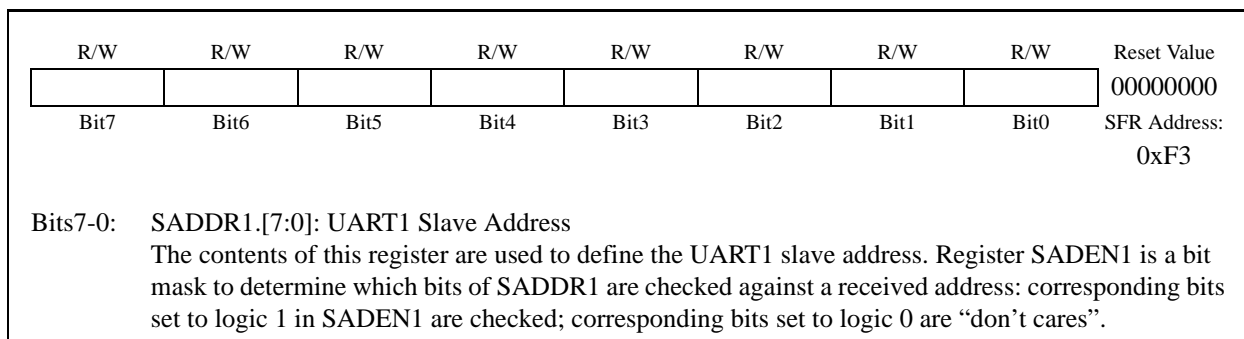 R/W R/W R/W R/W R/W R/W R/W R/W Reset Value
00000000
Bit7 Bit6 Bit5 Bit4 Bit3 Bit2 Bit1 Bit0 SFR Address:
0xF3
Bits7-0: SADDR1.[7:0]: UART1 Slave Address
The contents of this register are used to define the UART1 slave address. Register SADEN1 is a bit
mask to determine which bits of SADDR1 are checked against a received address: corresponding bits
set to logic 1 in SADEN1 are checked; corresponding bits set to logic 0 are “don’t cares”.